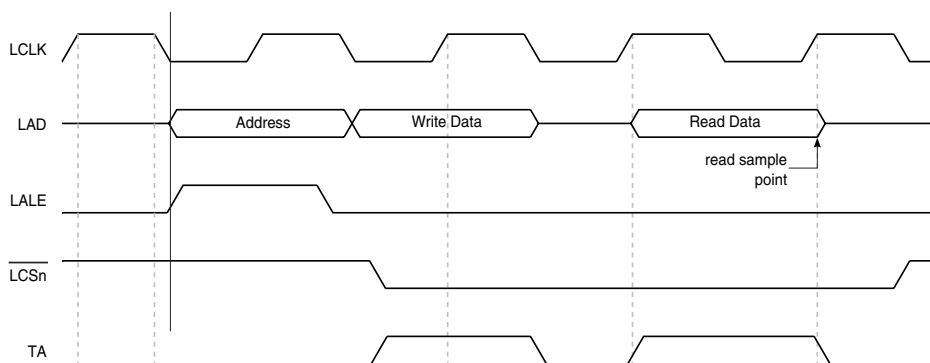 LCLK
LAD
Address
Write Data
Read Data
read sample
point
LALE
LCSn
TA